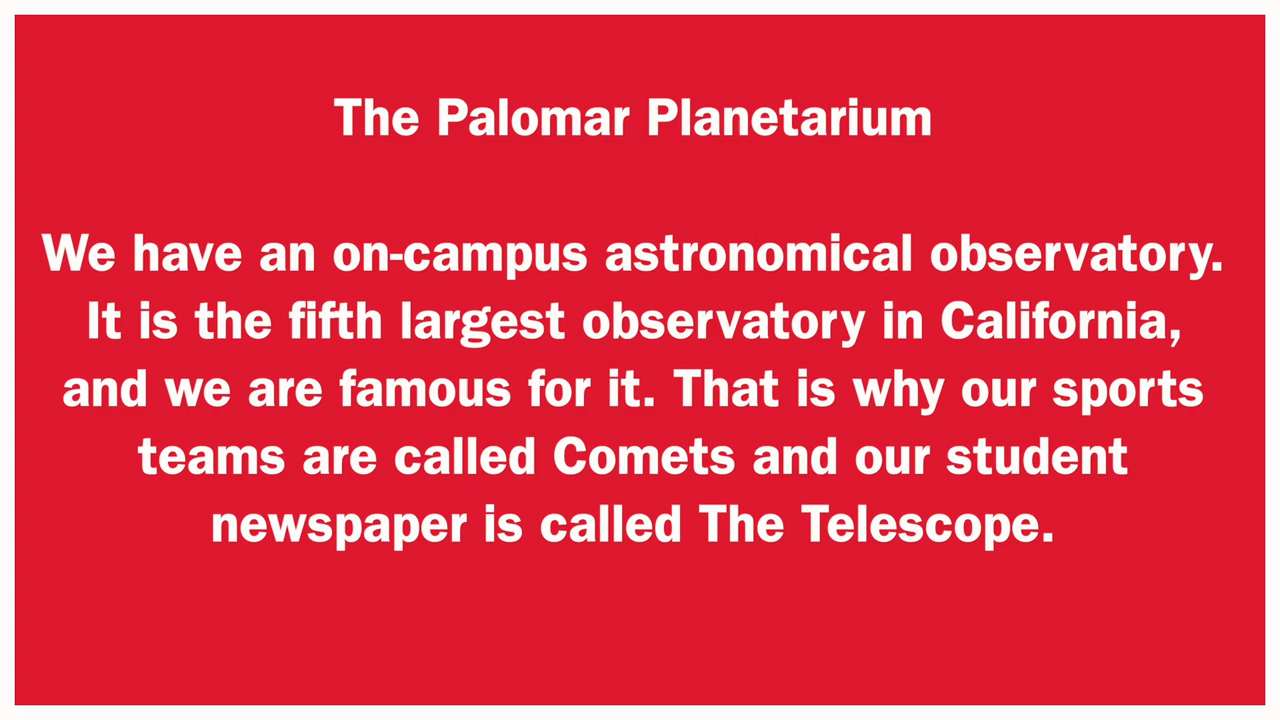 The Palomar Planetarium
We have an on-campus astronomical observatory.
It is the fifth largest observatory in California,
and we are famous for it. That is why our sports
teams are called Comets and our student
newspaper is called The Telescope.